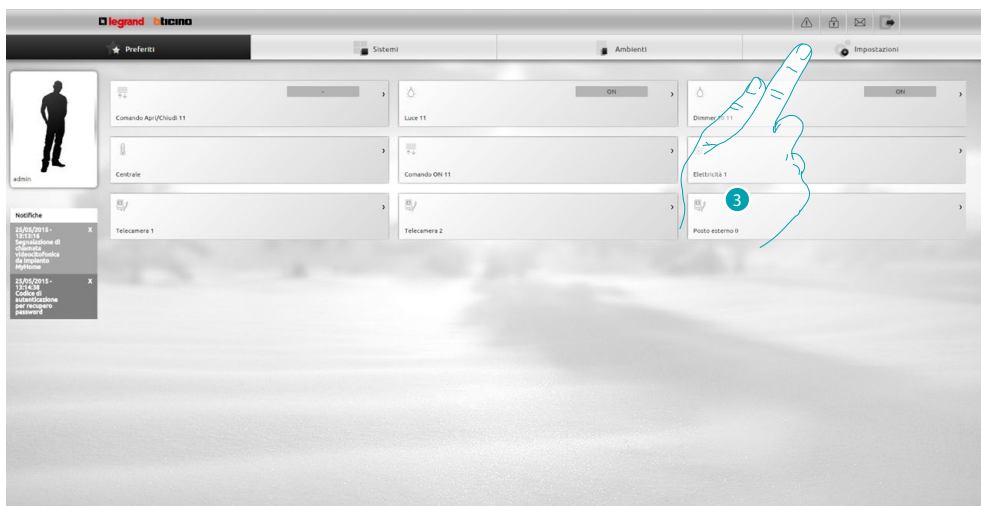 legrand bticino
Preferiti
Sistemi
Ambienti
Impostazioni
admin
Comando Apri/Chiudi 11
-
Luce 11
ON
Dimmer 11
ON
Centrale
Comando ON 11
Elettricità 1
Telecamera 1
Telecamera 2
Posto esterno 0
3
Notifiche
25/05/2015 - X
13:13:16
Segnalazione di
chiamata
videocitofonica
da impianto
MyHome
25/05/2015 - X
13:14:38
Codice di
autenticazione
per recupero
password